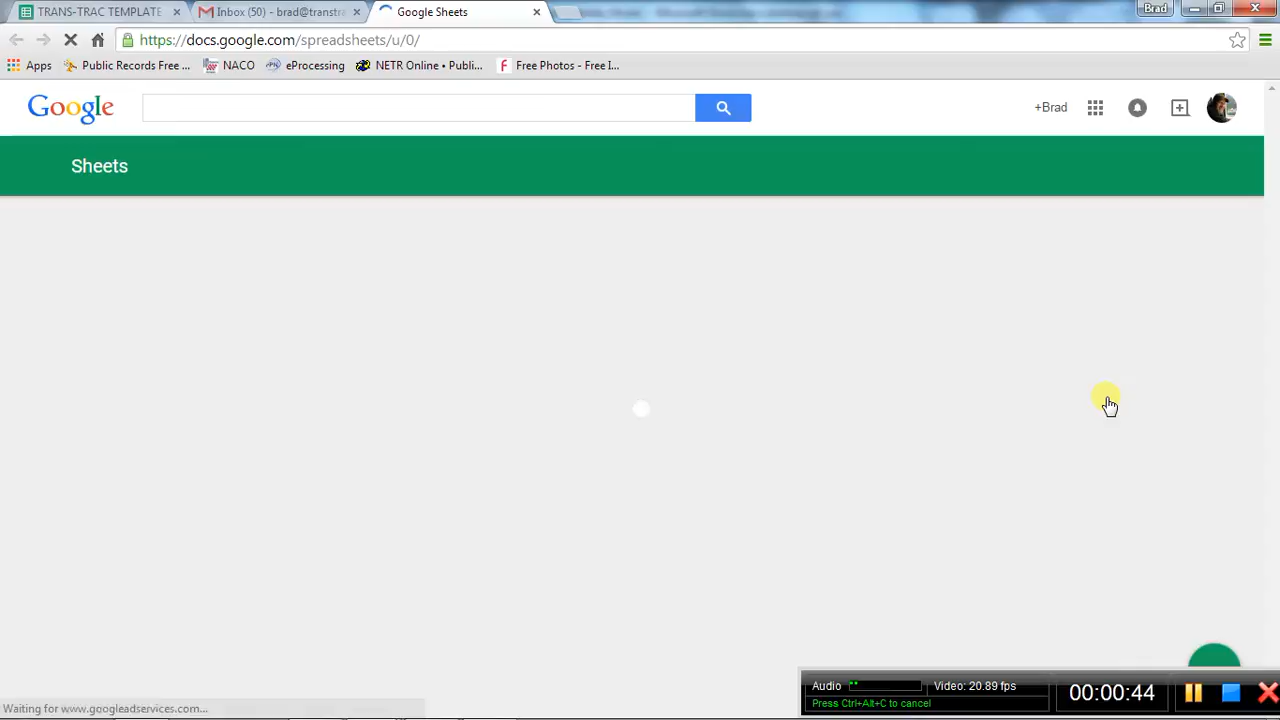 TRANS-TRAC TEMPLATE
Inbox (50) - brad@transtra
Google Sheets
Brad
https://docs.google.com/spreadsheets/u/0/
Apps
Public Records Free ...
NACO
eProcessing
NETR Online • Publi...
Free Photos - Free I...
Google
+Brad
Sheets
Waiting for www.googleadservices.com...
Audio
Video: 20.89 fps
Press Ctrl+Alt+C to cancel
00:00:44